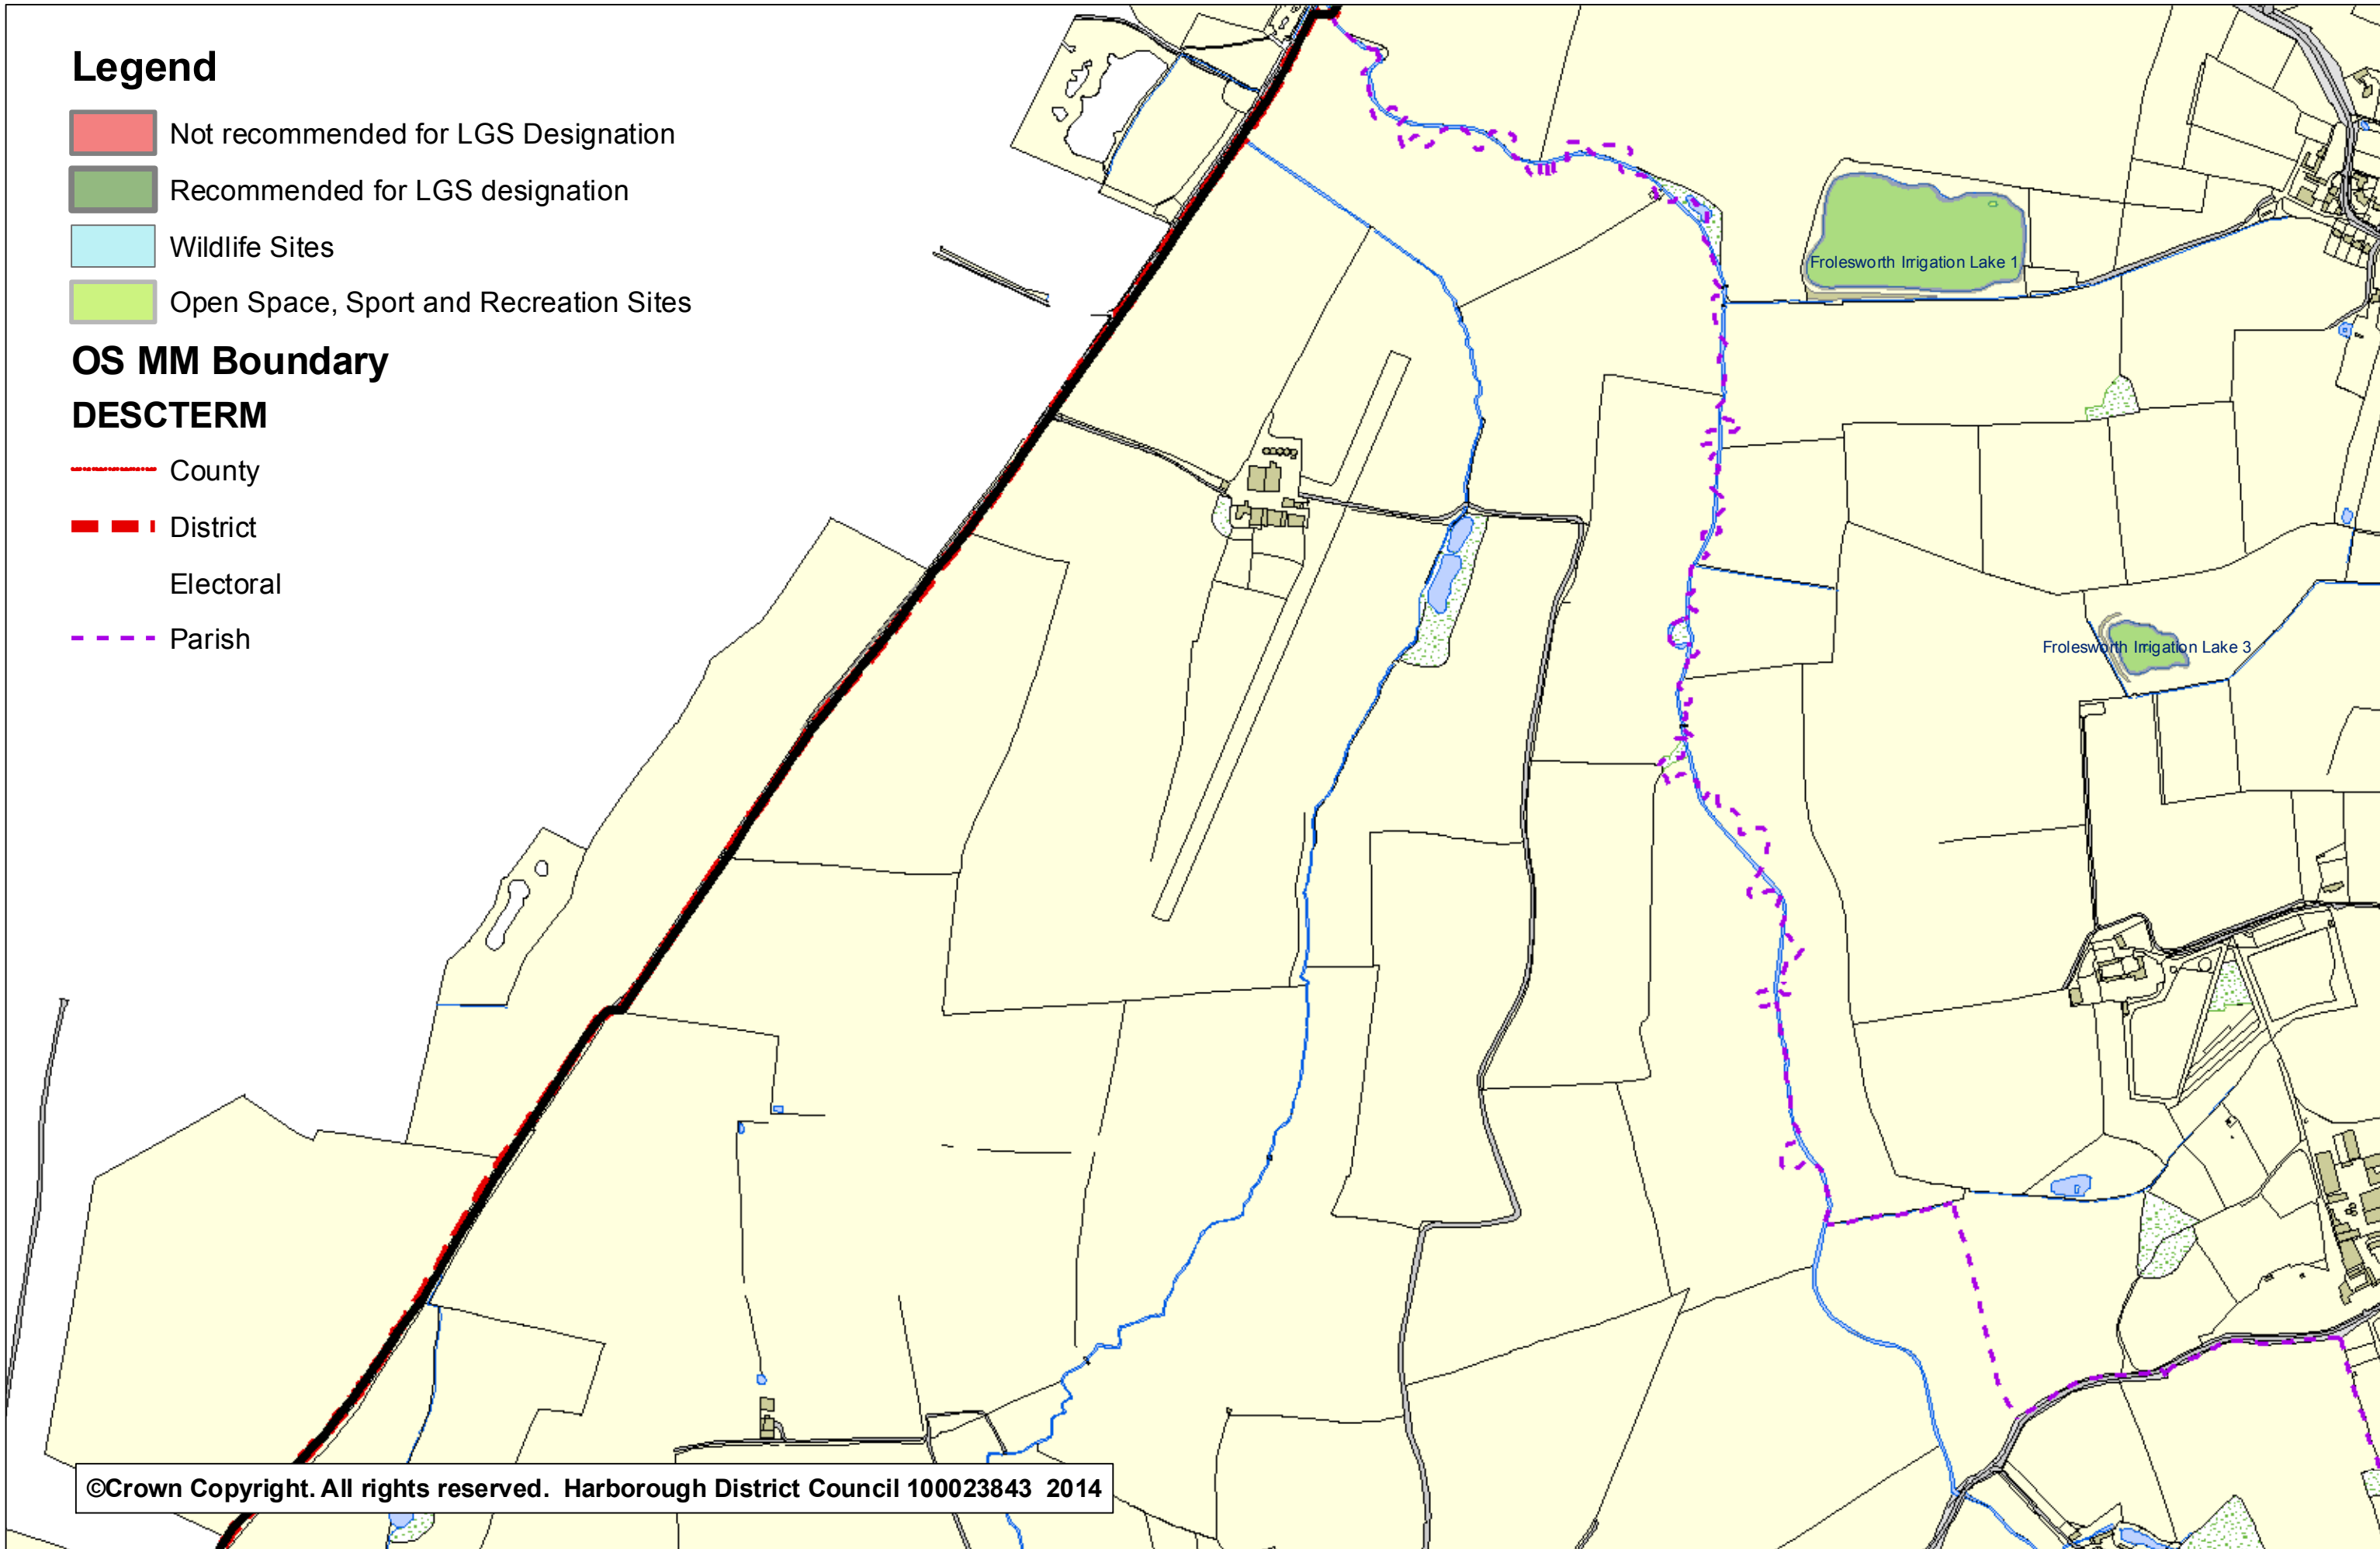 Legend
Not recommended for LGS Designation
Recommended for LGS designation
Wildlife Sites
Open Space, Sport and Recreation Sites
OS MM Boundary
DESCTERM
County
District
Electoral
Parish
Frolesworth Irrigation Lake 1
Frolesworth Irrigation Lake 3
©Crown Copyright. All rights reserved. Harborough District Council 100023843 2014